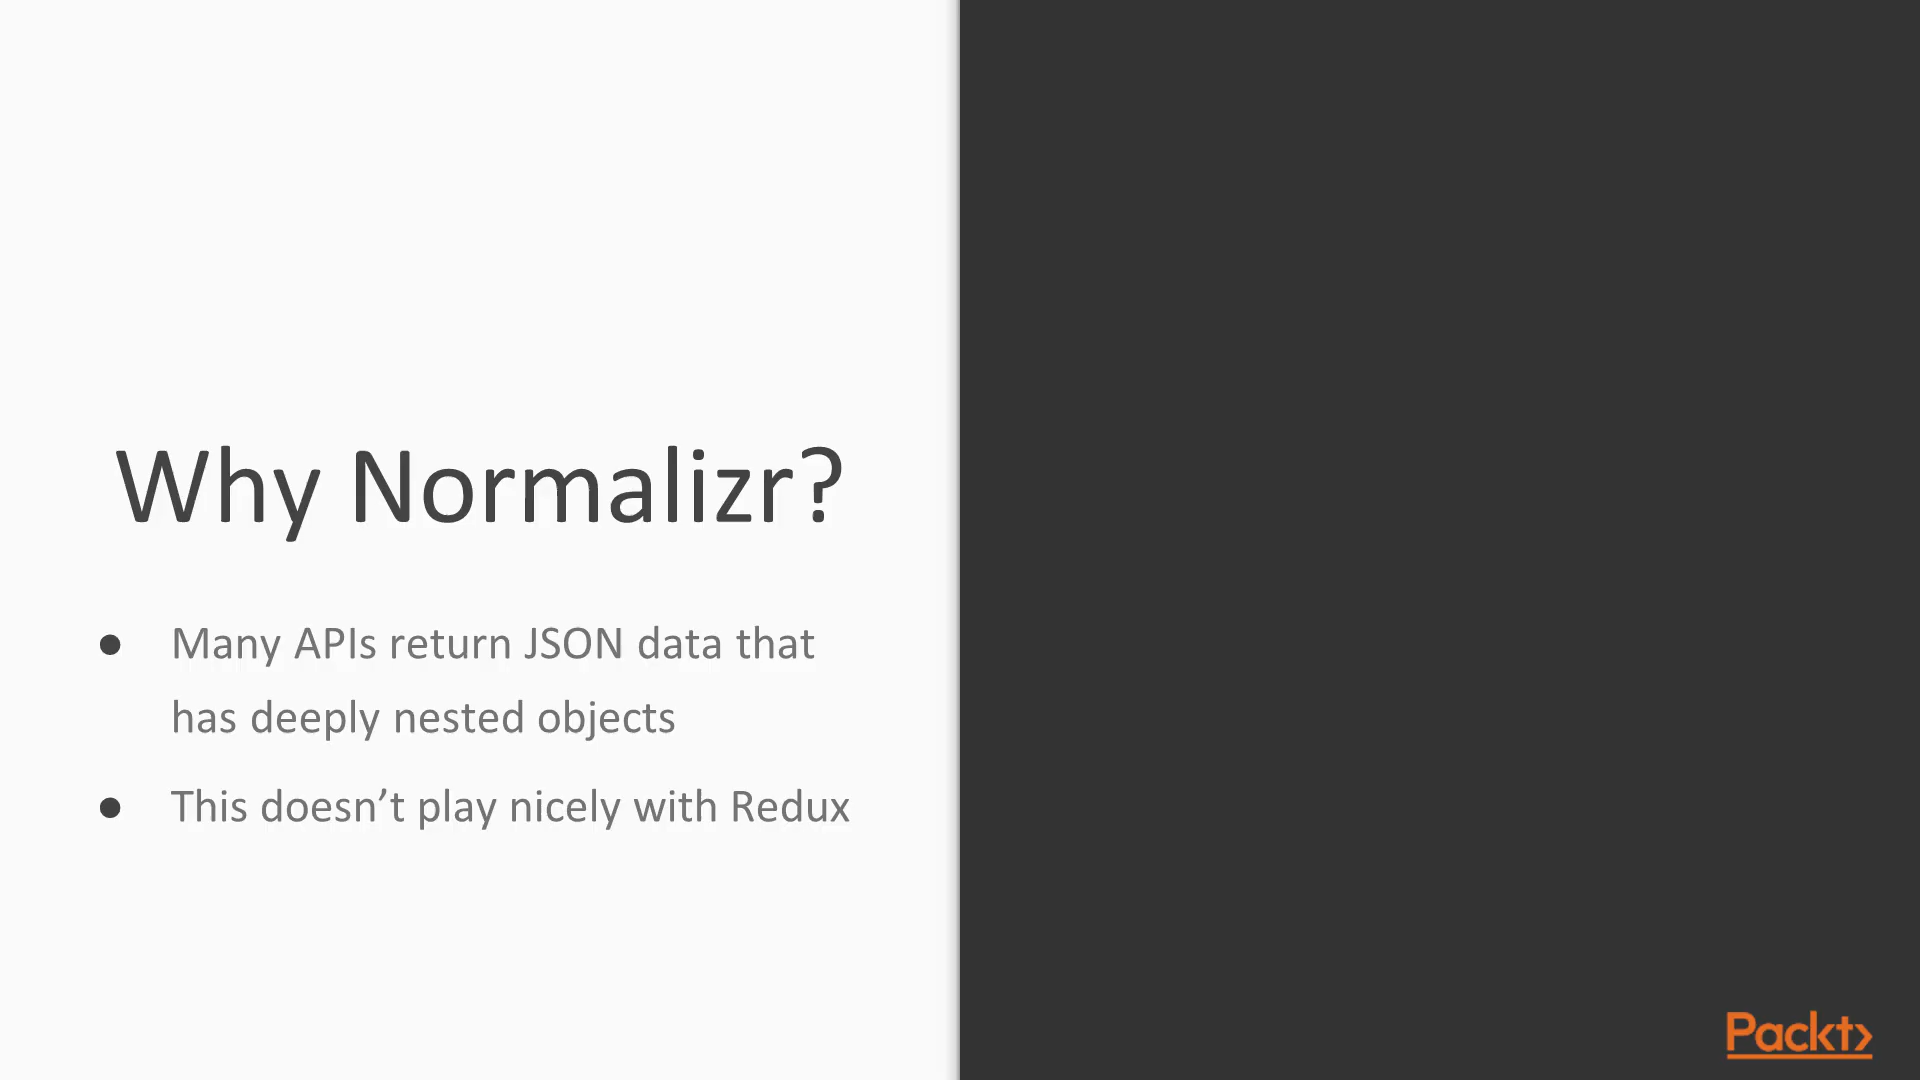 Why Normalizr?
● Many APIs return JSON data that
has deeply nested objects
● This doesn’t play nicely with Redux
Packt>